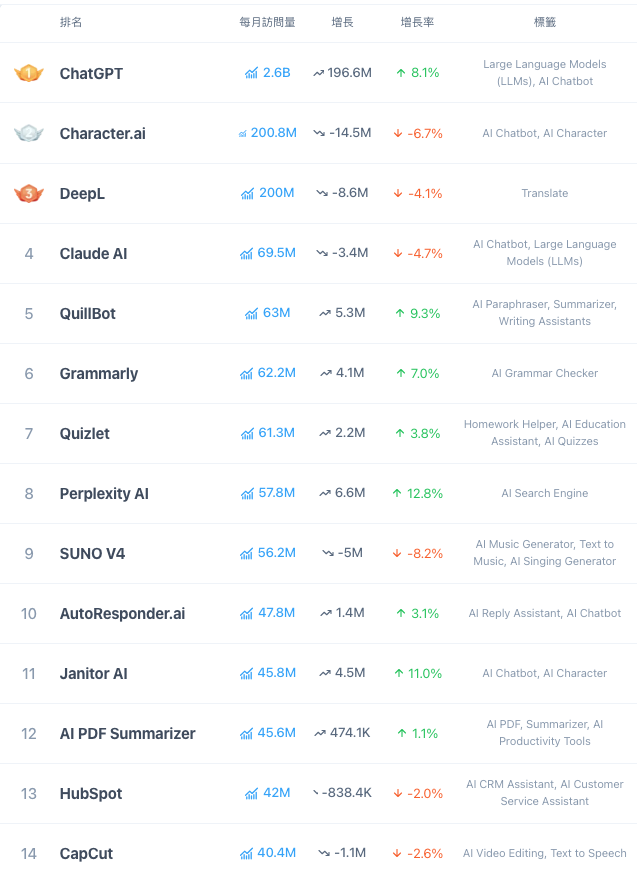 排名 每月訪問量 增長 增長率 標籤
1 ChatGPT 2.6B 196.6M 8.1% Large Language Models
(LLMs), AI Chatbot
2 Character.ai 200.8M -14.5M -6.7% AI Chatbot, AI Character
3 DeepL 200M -8.6M -4.1% Translate
4 Claude AI 69.5M -3.4M -4.7% AI Chatbot, Large Language
Models (LLMs)
5 QuillBot 63M 5.3M 9.3% AI Paraphraser, Summarizer,
Writing Assistants
6 Grammarly 62.2M 4.1M 7.0% AI Grammar Checker
7 Quizlet 61.3M 2.2M 3.8% Homework Helper, AI Education
Assistant, AI Quizzes
8 Perplexity AI 57.8M 6.6M 12.8% AI Search Engine
9 SUNO V4 56.2M -5M -8.2% AI Music Generator, Text to
Music, AI Singing Generator
10 AutoResponder.ai 47.8M 1.4M 3.1% AI Reply Assistant, AI Chatbot
11 Janitor AI 45.8M 4.5M 11.0% AI Chatbot, AI Character
12 AI PDF Summarizer 45.6M 474.1K 1.1% AI PDF, Summarizer, AI
Productivity Tools
13 HubSpot 42M -838.4K -2.0% AI CRM Assistant, AI Customer
Service Assistant
14 CapCut 40.4M -1.1M -2.6% AI Video Editing, Text to Speech